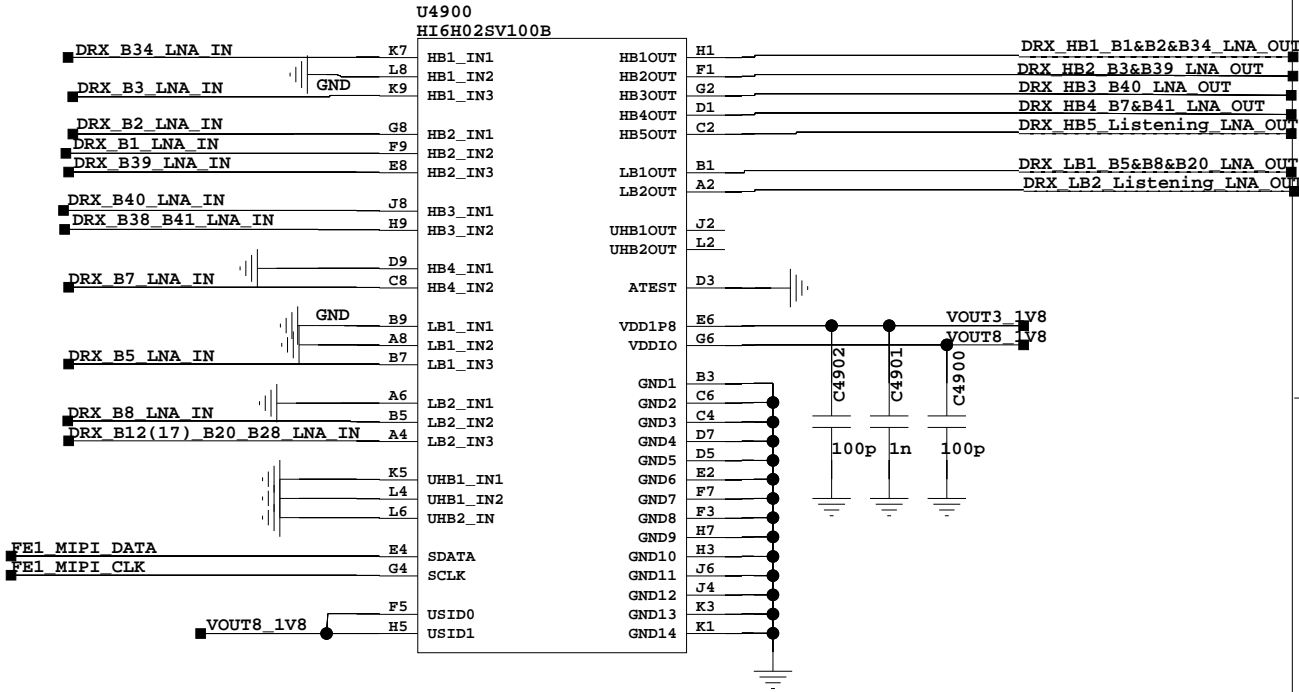 U4900
HI6H02SV100B
DRX_B34_LNA_IN K7 HB1_IN1 HB1OUT H1 DRX_HB1_B1&B2&B34_LNA_OUT
L8 HB1_IN2 HB2OUT F1 DRX_HB2_B3&B39_LNA_OUT
GND
DRX_B3_LNA_IN K9 HB1_IN3 HB3OUT G2 DRX_HB3_B40_LNA_OUT
HB4OUT D1 DRX_HB4_B7&B41_LNA_OUT
DRX_B2_LNA_IN G8 HB2_IN1 HB5OUT C2 DRX_HB5_Listening_LNA_OUT
DRX_B1_LNA_IN F9 HB2_IN2
DRX_B39_LNA_IN E8 HB2_IN3 LB1OUT B1 DRX_LB1_B5&B8&B20_LNA_OUT
LB2OUT A2 DRX_LB2_Listening_LNA_OUT
DRX_B40_LNA_IN J8 HB3_IN1
DRX_B38_B41_LNA_IN H9 HB3_IN2 UHB1OUT J2
UHB2OUT L2
D9 HB4_IN1
DRX_B7_LNA_IN C8 HB4_IN2 ATEST D3
GND B9 LB1_IN1 VDD1P8 E6 VOUT3_1V8
A8 LB1_IN2 VDDIO G6 VOUT8_1V8
DRX_B5_LNA_IN B7 LB1_IN3
C4902 C4901 C4900
GND1 B3
A6 LB2_IN1 GND2 C6
DRX_B8_LNA_IN B5 LB2_IN2 GND3 C4
DRX_B12(17)_B20_B28_LNA_IN A4 LB2_IN3 GND4 D7
100p 1n 100p
GND5 D5
K5 UHB1_IN1 GND6 E2
L4 UHB1_IN2 GND7 F7
L6 UHB2_IN GND8 F3
GND9 H7
FE1_MIPI_DATA E4 SDATA GND10 H3
FE1_MIPI_CLK G4 SCLK GND11 J6
GND12 J4
F5 USID0 GND13 K3
VOUT8_1V8 H5 USID1 GND14 K1